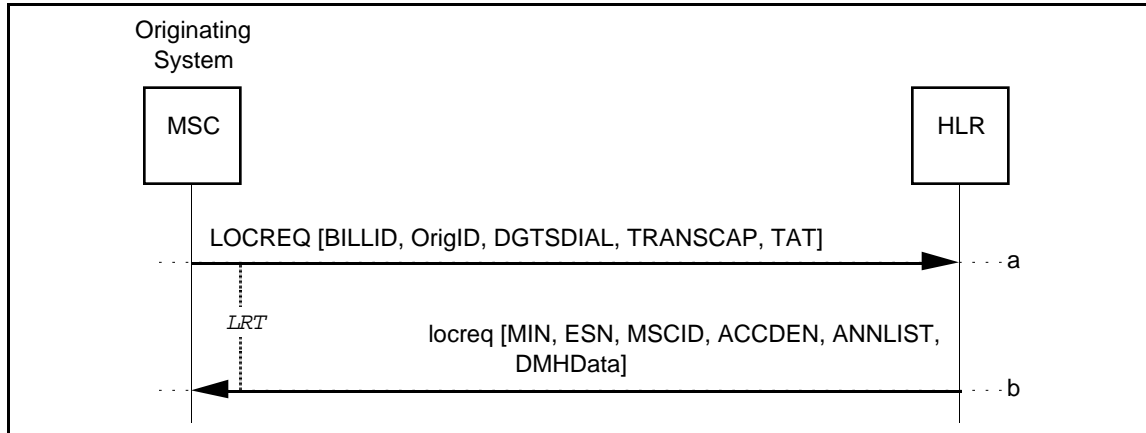 Originating
System
MSC
HLR
LOCREQ [BILLID, OrigID, DGTSDIAL, TRANSCAP, TAT]
a
LRT
locreq [MIN, ESN, MSCID, ACCDEN, ANNLIST,
DMHData]
b